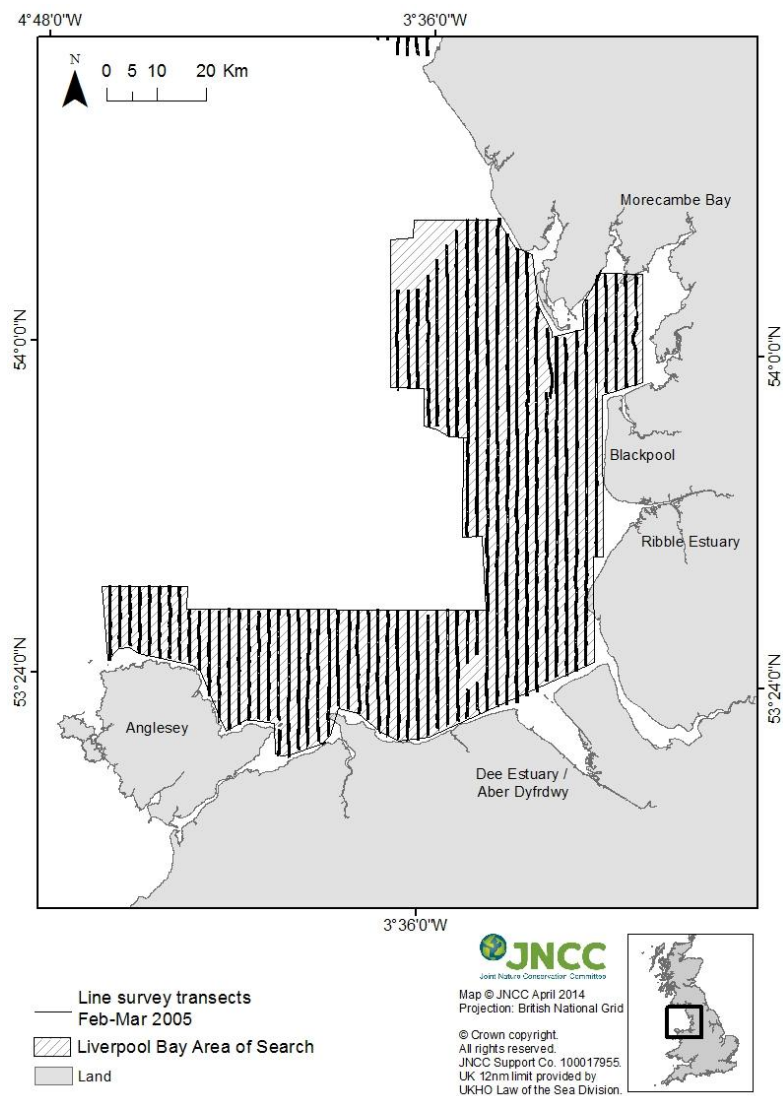 4°48'0"W
3°36'0"W
N
0 5 10 20 Km
Morecambe Bay
54°0'0"N
54°0'0"N
Blackpool
Ribble Estuary
53°24'0"N
53°24'0"N
Anglesey
Dee Estuary /
Aber Dyfrdwy
3°36'0"W
JNCC
Joint Nature Conservation Committee
Line survey transects
Feb-Mar 2005
Liverpool Bay Area of Search
Land
Map © JNCC April 2014
Projection: British National Grid
© Crown copyright.
All rights reserved.
JNCC Support Co. 100017955.
UK 12nm limit provided by
UKHO Law of the Sea Division.